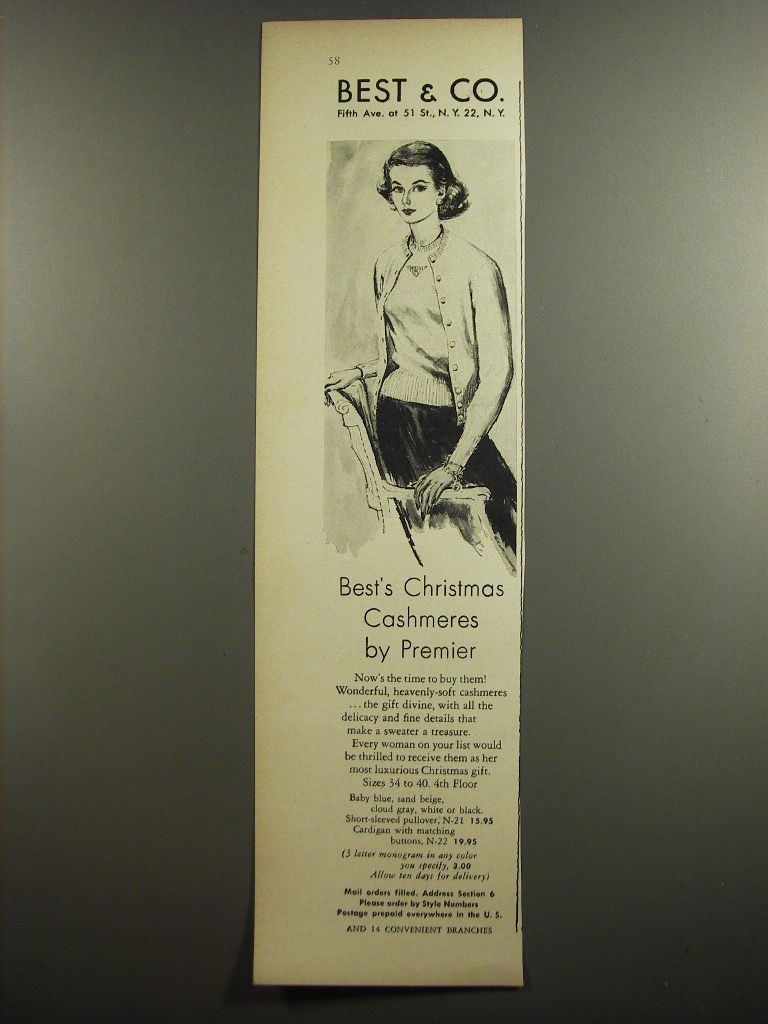 58
BEST & CO.
Fifth Ave. at 51 St., N. Y. 22, N. Y.
Best's Christmas
Cashmeres
by Premier
Now's the time to buy them!
Wonderful, heavenly-soft cashmeres
...the gift divine, with all the
delicacy and fine details that
make a sweater a treasure.
Every woman on your list would
be thrilled to receive them as her
most luxurious Christmas gift.
Sizes 34 to 40. 4th Floor
Baby blue, sand beige,
cloud gray, white or black.
Short-sleeved pullover, N-21 15.95
Cardigan with matching
buttons, N-22 19.95
(3 letter monogram in any color
you specify, 3.00
Allow ten days for delivery)
Mail orders filled. Address Section 6
Please order by Style Numbers
Postage prepaid everywhere in the U. S.
AND 14 CONVENIENT BRANCHES